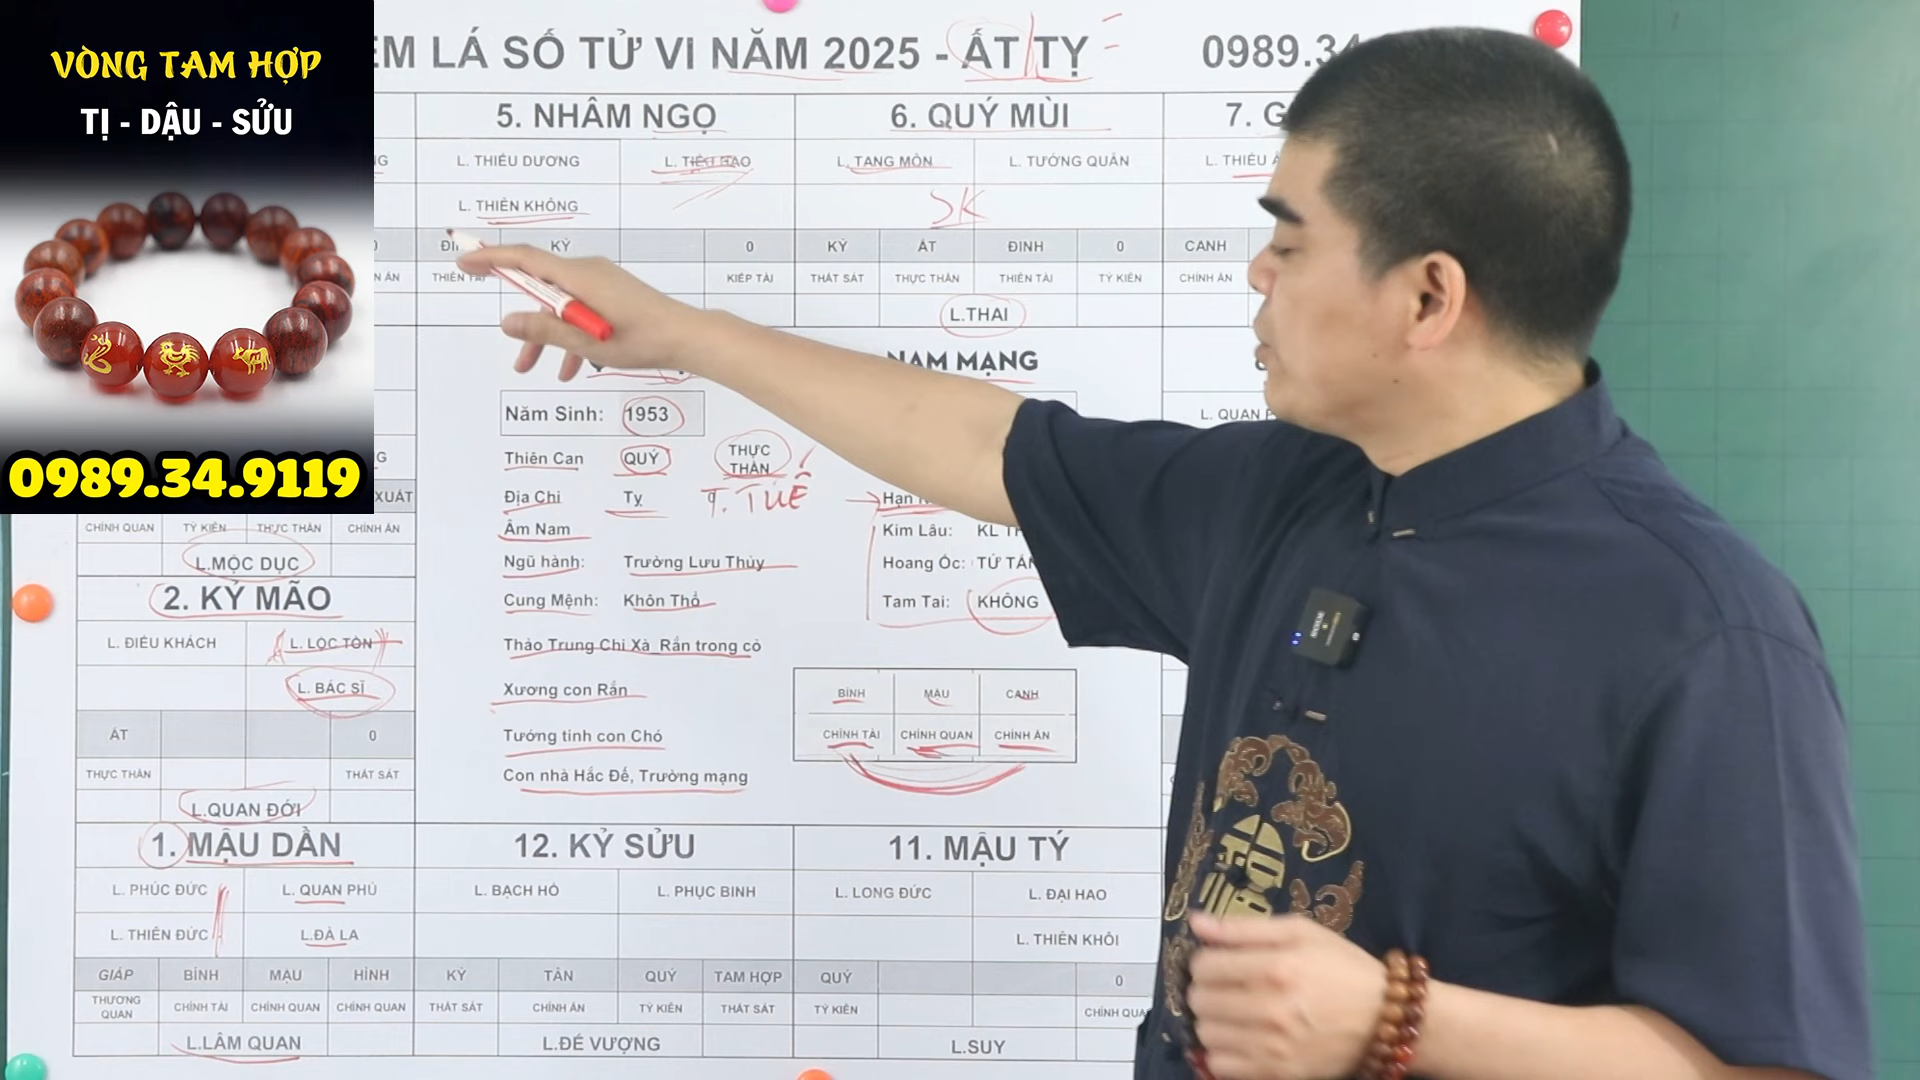 VÒNG TAM HỢP
TỊ - DẬU - SỬU
0989.34.9119
LÁ SỐ TỬ VI NĂM 2025 - ẤT TỴ
0989.34
5. NHÂM NGỌ
6. QUÝ MÙI
7.
L. THIẾU DƯƠNG
L. TIỂU HAO
L. TANG MÔN
L. TƯỚNG QUÂN
L. THIẾU
L. THIÊN KHÔNG
SK
KỶ
0
KỶ
ẤT
ĐINH
0
CANH
KIẾP TÀI
THẤT SÁT
THỰC THẦN
THIÊN TÀI
TỶ KIÊN
CHÍNH ẤN
L.THAI
NAM MẠNG
Năm Sinh: 1953
L. QUAN
Thiên Can QUÝ
THỰC THẦN
Địa Chi Tỵ
T. TUẾ
Hạn
Âm Nam
Kim Lâu: KL
Ngũ hành: Trường Lưu Thủy
Hoang Ốc: TỨ TẤN
Cung Mệnh: Khôn Thổ
Tam Tai: KHÔNG
Thảo Trung Chi Xà_Rắn trong cỏ
Xương con Rắn
Tướng tinh con Chó
Con nhà Hắc Đế, Trường mạng
BÍNH
MẬU
CANH
CHÍNH TÀI
CHÍNH QUAN
CHÍNH ẤN
XUẤT
CHÍNH QUAN
TỶ KIÊN
THỰC THẦN
CHÍNH ẤN
L.MỘC DỤC
2. KỶ MÃO
L. ĐIẾU KHÁCH
L. LỘC TỒN
L. BÁC SĨ
ẤT
0
THỰC THẦN
THẤT SÁT
L.QUAN ĐỚI
1. MẬU DẦN
12. KỶ SỬU
11. MẬU TÝ
L. PHÚC ĐỨC
L. QUAN PHỦ
L. BẠCH HỔ
L. PHỤC BINH
L. LONG ĐỨC
L. ĐẠI HAO
L. THIÊN ĐỨC
L.ĐÀ LA
L. THIÊN KHÔI
GIÁP
BÍNH
MẬU
HÌNH
KỶ
TÂN
QUÝ
TAM HỢP
QUÝ
0
THƯƠNG QUAN
CHÍNH TÀI
CHÍNH QUAN
CHÍNH QUAN
THẤT SÁT
CHÍNH ẤN
TỶ KIÊN
THẤT SÁT
TỶ KIÊN
CHÍNH QUA
L.LÂM QUAN
L.ĐẾ VƯỢNG
L.SUY